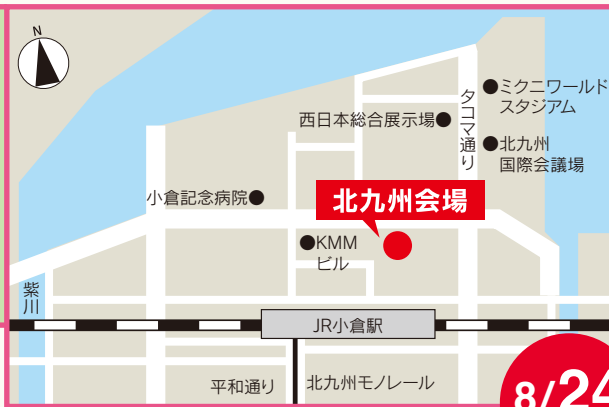 N
ミクニワールド
スタジアム
タコマ通り
西日本総合展示場
北九州
国際会議場
小倉記念病院
北九州会場
KMM
ビル
紫川
JR小倉駅
平和通り
北九州モノレール
8/24